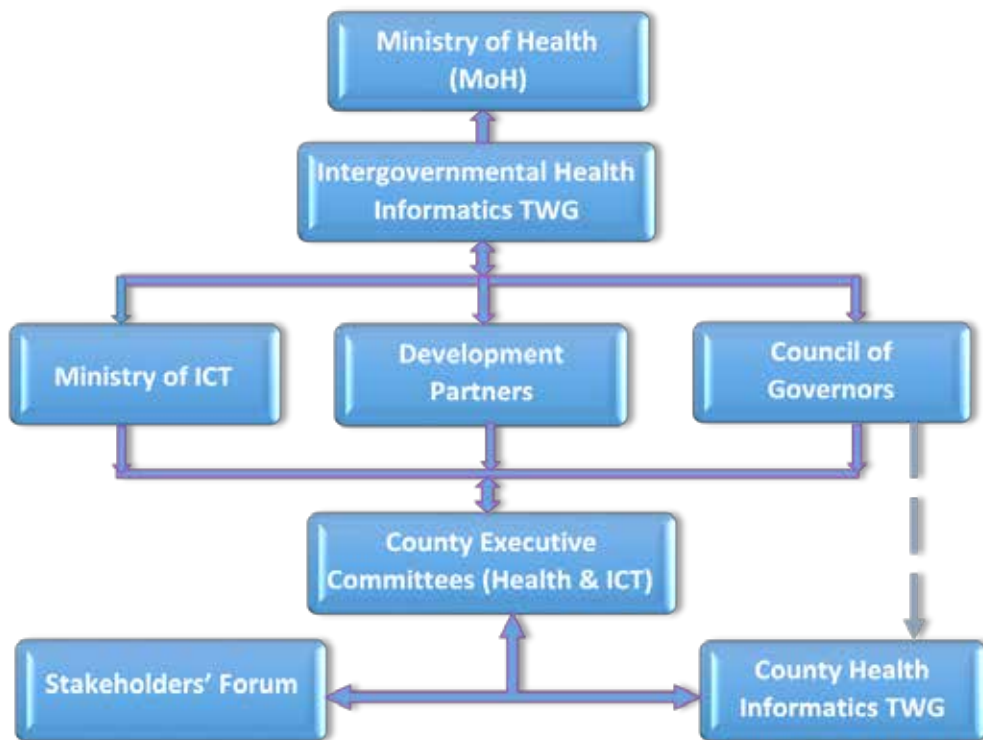 Ministry of Health
(MoH)
Intergovernmental Health
Informatics TWG
Ministry of ICT
Development
Partners
Council of
Governors
County Executive
Committees (Health & ICT)
Stakeholders’ Forum
County Health
Informatics TWG